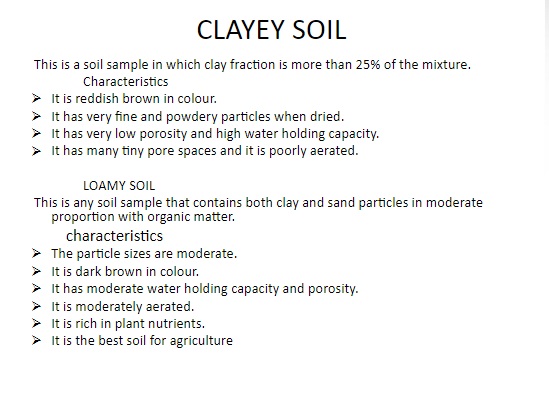 CLAYEY SOIL
This is a soil sample in which clay fraction is more than 25% of the mixture.
Characteristics
➢ It is reddish brown in colour.
➢ It has very fine and powdery particles when dried.
➢ It has very low porosity and high water holding capacity.
➢ It has many tiny pore spaces and it is poorly aerated.
LOAMY SOIL
This is any soil sample that contains both clay and sand particles in moderate
proportion with organic matter.
characteristics
➢ The particle sizes are moderate.
➢ It is dark brown in colour.
➢ It has moderate water holding capacity and porosity.
➢ It is moderately aerated.
➢ It is rich in plant nutrients.
➢ It is the best soil for agriculture